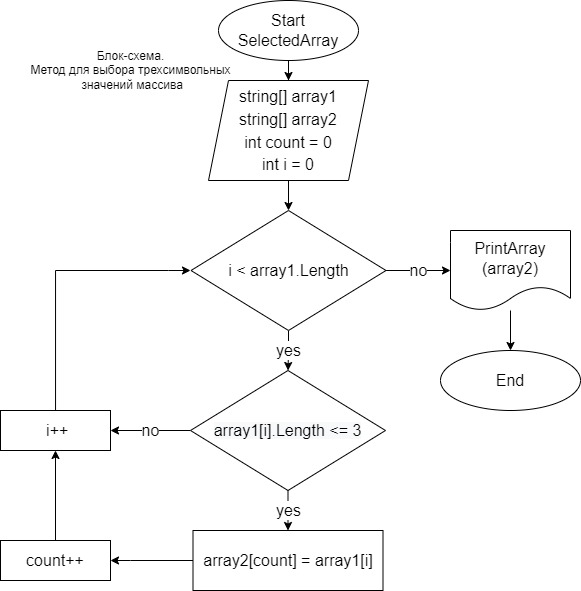 Start
SelectedArray
Блок-схема.
Метод для выбора трехсимвольных
значений массива
string[] array1
string[] array2
int count = 0
int i = 0
i < array1.Length
no
PrintArray
(array2)
yes
End
array1[i].Length <= 3
no
i++
yes
array2[count] = array1[i]
count++